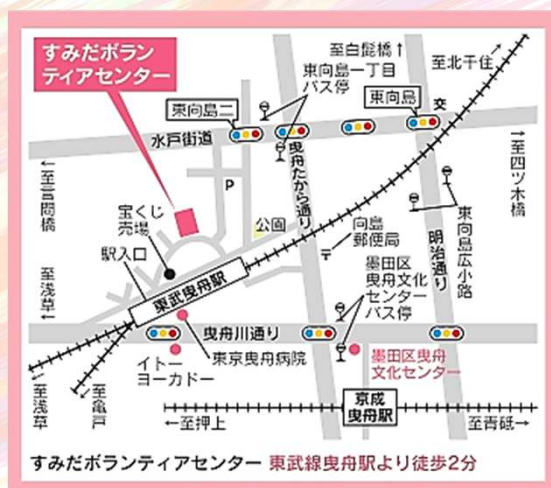 すみだボラン
ティアセンター
至白髭橋↑
東向島一丁目
バス停
至北千住
東向島二
東向島
交
水戸街道
←至言問橋
P
曳舟たから通り
→至四ツ木橋
宝くじ
売場
公園
向島
郵便局
〒
明治通り
東向島広小路
駅入口
←至浅草
東武曳舟駅
墨田区
曳舟文化
センター
バス停
曳舟川通り
イトー
ヨーカドー
東京曳舟病院
墨田区曳舟
文化センター
←至浅草
←至亀戸
京成
曳舟駅
←至押上
→至青砥
すみだボランティアセンター 東武線曳舟駅より徒歩2分